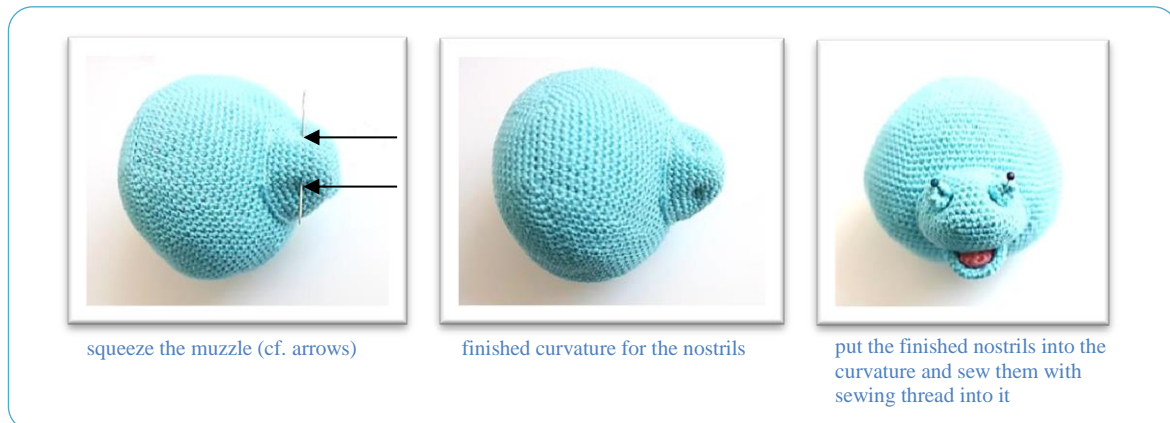 squeeze the muzzle (cf. arrows)
finished curvature for the nostrils
put the finished nostrils into the
curvature and sew them with
sewing thread into it